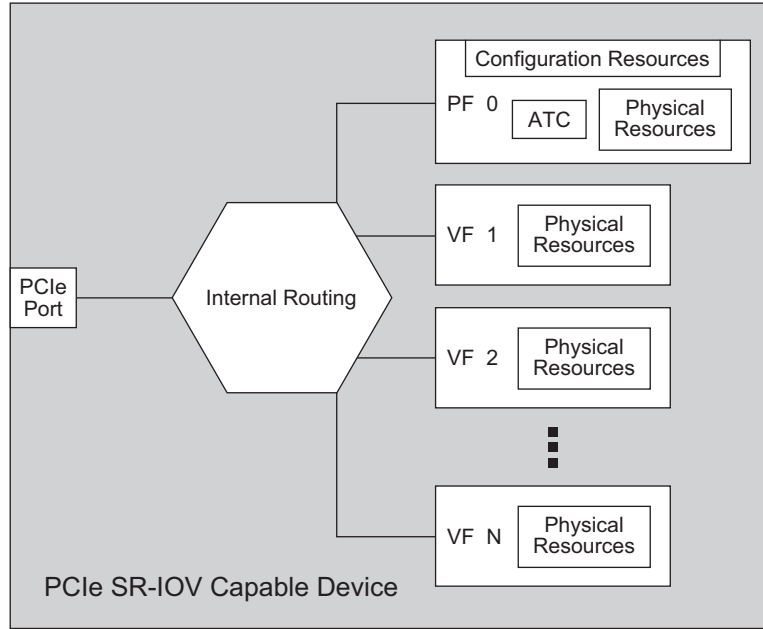 Configuration Resources
PF 0
ATC
Physical
Resources
VF 1
Physical
Resources
PCIe
Port
Internal Routing
VF 2
Physical
Resources
VF N
Physical
Resources
PCIe SR-IOV Capable Device